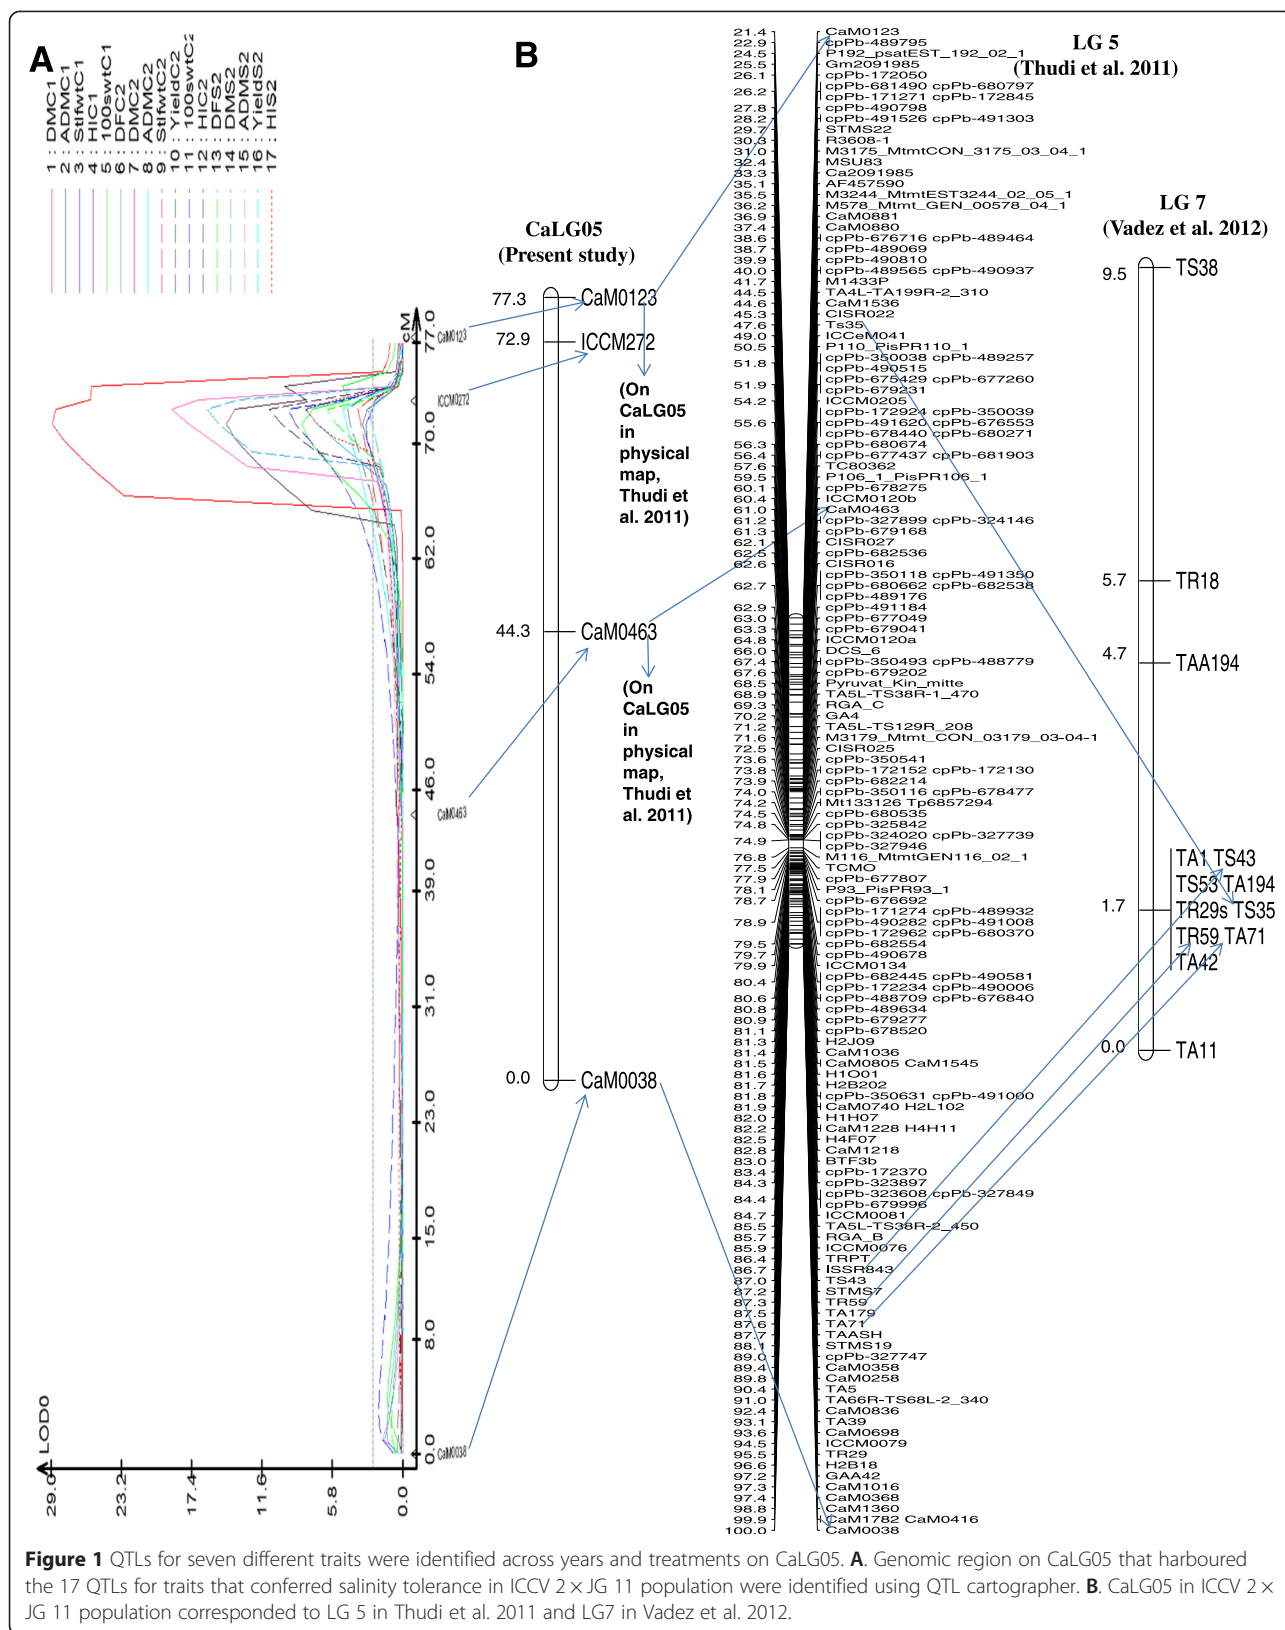 A
1 : DMC1
2 : ADMC1
3 : StlfwtC1
4 : HIC1
5 : 100swtC1
6 : DFC2
7 : DMC2
8 : ADMC2
9 : StlfwtC2
10 : YieldC2
11 : 100swtC2
12 : HIC2
13 : DFS2
14 : DMS2
15 : ADMS2
16 : YieldS2
17 : HIS2
cM
77.0
70.0
62.0
54.0
46.0
39.0
31.0
23.0
15.0
8.0
0.0
CaM0123
ICCM0272
CaM0463
CaM0038
LOD0
29.0
23.2
17.4
11.6
5.8
0.0
B
CaLG05
(Present study)
77.3 CaM0123
72.9 ICCM272
(On
CaLG05
in
physical
map,
Thudi et
al. 2011)
44.3 CaM0463
(On
CaLG05
in
physical
map,
Thudi et
al. 2011)
0.0 CaM0038
LG 5
(Thudi et al. 2011)
21.4 CaM0123
22.9 cpPb-489795
24.5 P192_psatEST_192_02_1
25.5 Gm2091985
26.1 cpPb-172050
26.2 cpPb-681490 cpPb-680797
cpPb-171271 cpPb-172845
27.8 cpPb-490798
28.2 cpPb-491526 cpPb-491303
29.7 STMS22
30.3 R3608-1
31.0 M3175_MtmtCON_3175_03_04_1
32.4 MSU83
33.3 Ca2091985
35.1 AF457590
35.5 M3244_MtmtEST3244_02_05_1
36.2 M578_Mtmt_GEN_00578_04_1
36.9 CaM0881
37.4 CaM0880
38.6 cpPb-676716 cpPb-489464
38.7 cpPb-489069
39.9 cpPb-490810
40.0 cpPb-489565 cpPb-490937
41.7 M1433P
44.5 TA4L-TA199R-2_310
44.6 CaM1536
45.3 CISR022
47.6 Ts35
49.0 ICCeM041
50.5 P110_PisPR110_1
51.8 cpPb-350038 cpPb-489257
cpPb-490515
51.9 cpPb-675429 cpPb-677260
cpPb-679231
54.2 ICCM0205
55.6 cpPb-172924 cpPb-350039
cpPb-491620 cpPb-676553
cpPb-678440 cpPb-680271
56.3 cpPb-680674
56.4 cpPb-677437 cpPb-681903
57.6 TC80362
59.5 P106_1_PisPR106_1
60.1 cpPb-678275
60.4 ICCM0120b
61.0 CaM0463
61.2 cpPb-327899 cpPb-324146
61.3 cpPb-679168
62.1 CISR027
62.5 cpPb-682536
62.6 CISR016
62.7 cpPb-350118 cpPb-491350
cpPb-680662 cpPb-682538
cpPb-489176
62.9 cpPb-491184
63.0 cpPb-677049
63.3 cpPb-679041
64.8 ICCM0120a
66.0 DCS_6
67.4 cpPb-350493 cpPb-488779
67.6 cpPb-679202
68.5 Pyruvat_Kin_mitte
68.9 TA5L-TS38R-1_470
69.3 RGA_C
70.2 GA4
71.2 TA5L-TS129R_208
71.6 M3179_Mtmt_CON_03179_03-04-1
72.5 CISR025
73.6 cpPb-350541
73.8 cpPb-172152 cpPb-172130
73.9 cpPb-682214
74.0 cpPb-350116 cpPb-678477
74.2 Mt133126 Tp6857294
74.5 cpPb-680535
74.8 cpPb-325842
74.9 cpPb-324020 cpPb-327739
cpPb-327946
76.8 M116_MtmtGEN116_02_1
77.5 TCMO
77.9 cpPb-677807
78.1 P93_PisPR93_1
78.7 cpPb-676692
78.9 cpPb-171274 cpPb-489932
cpPb-490282 cpPb-491008
cpPb-172962 cpPb-680370
79.5 cpPb-682554
79.7 cpPb-490678
79.9 ICCM0134
80.4 cpPb-682445 cpPb-490581
cpPb-172234 cpPb-490006
80.6 cpPb-488709 cpPb-676840
80.8 cpPb-489634
80.9 cpPb-679277
81.1 cpPb-678520
81.3 H2J09
81.4 CaM1036
81.5 CaM0805 CaM1545
81.6 H1O01
81.7 H2B202
81.8 cpPb-350631 cpPb-491000
81.9 CaM0740 H2L102
82.0 H1H07
82.2 CaM1228 H4H11
82.5 H4F07
82.8 CaM1218
83.0 BTF3b
83.4 cpPb-172370
84.3 cpPb-323897
84.4 cpPb-323608 cpPb-327849
cpPb-679996
84.7 ICCM0081
85.5 TA5L-TS38R-2_450
85.7 RGA_B
85.9 ICCM0076
86.4 TRPT
86.7 ISSR843
87.0 TS43
87.2 STMS7
87.3 TR59
87.5 TA179
87.6 TA71
87.7 TAASH
88.1 STMS19
89.0 cpPb-327747
89.4 CaM0358
89.8 CaM0258
90.4 TA5
91.0 TA66R-TS68L-2_340
92.4 CaM0836
93.1 TA39
93.6 CaM0698
94.5 ICCM0079
95.5 TR29
96.6 H2B18
97.2 GAA42
97.3 CaM1016
97.4 CaM0368
98.8 CaM1360
99.9 CaM1782 CaM0416
100.0 CaM0038
LG 7
(Vadez et al. 2012)
9.5 TS38
5.7 TR18
4.7 TAA194
TA1 TS43
TS53 TA194
1.7 TR29s TS35
TR59 TA71
TA42
0.0 TA11
Figure 1 QTLs for seven different traits were identified across years and treatments on CaLG05. A. Genomic region on CaLG05 that harboured
the 17 QTLs for traits that conferred salinity tolerance in ICCV 2 × JG 11 population were identified using QTL cartographer. B. CaLG05 in ICCV 2 ×
JG 11 population corresponded to LG 5 in Thudi et al. 2011 and LG7 in Vadez et al. 2012.